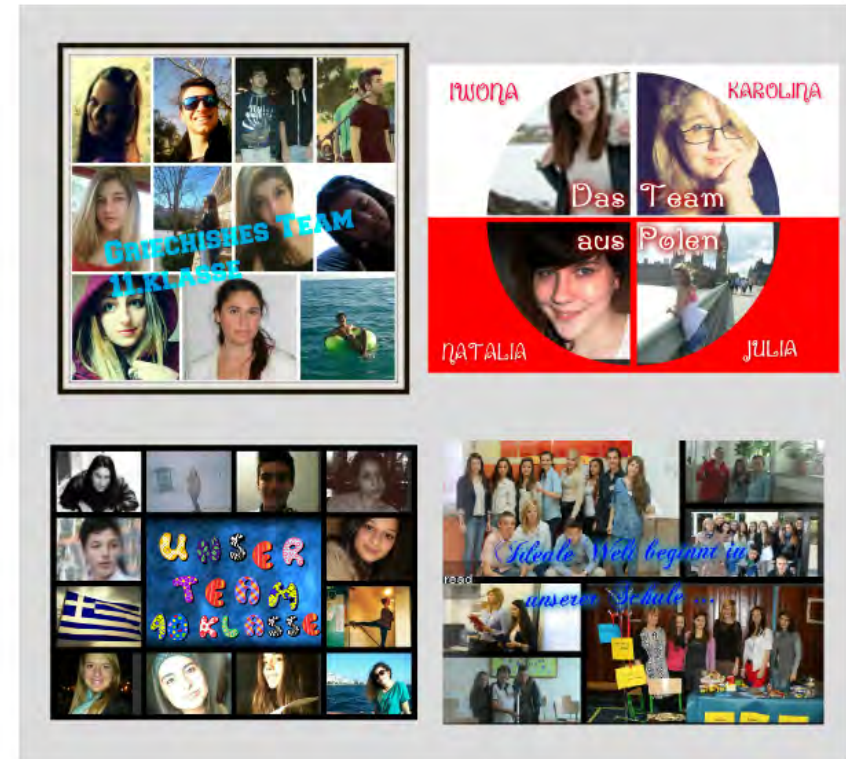 GRIECHISHES TEAM
11.KLASSE
IWONA
KAROLINA
Das Team
aus Polen
NATALIA
JULIA
UNSER
TEAM
10 KLASSE
Ideale Welt beginnt in
unserer Schule ...
read